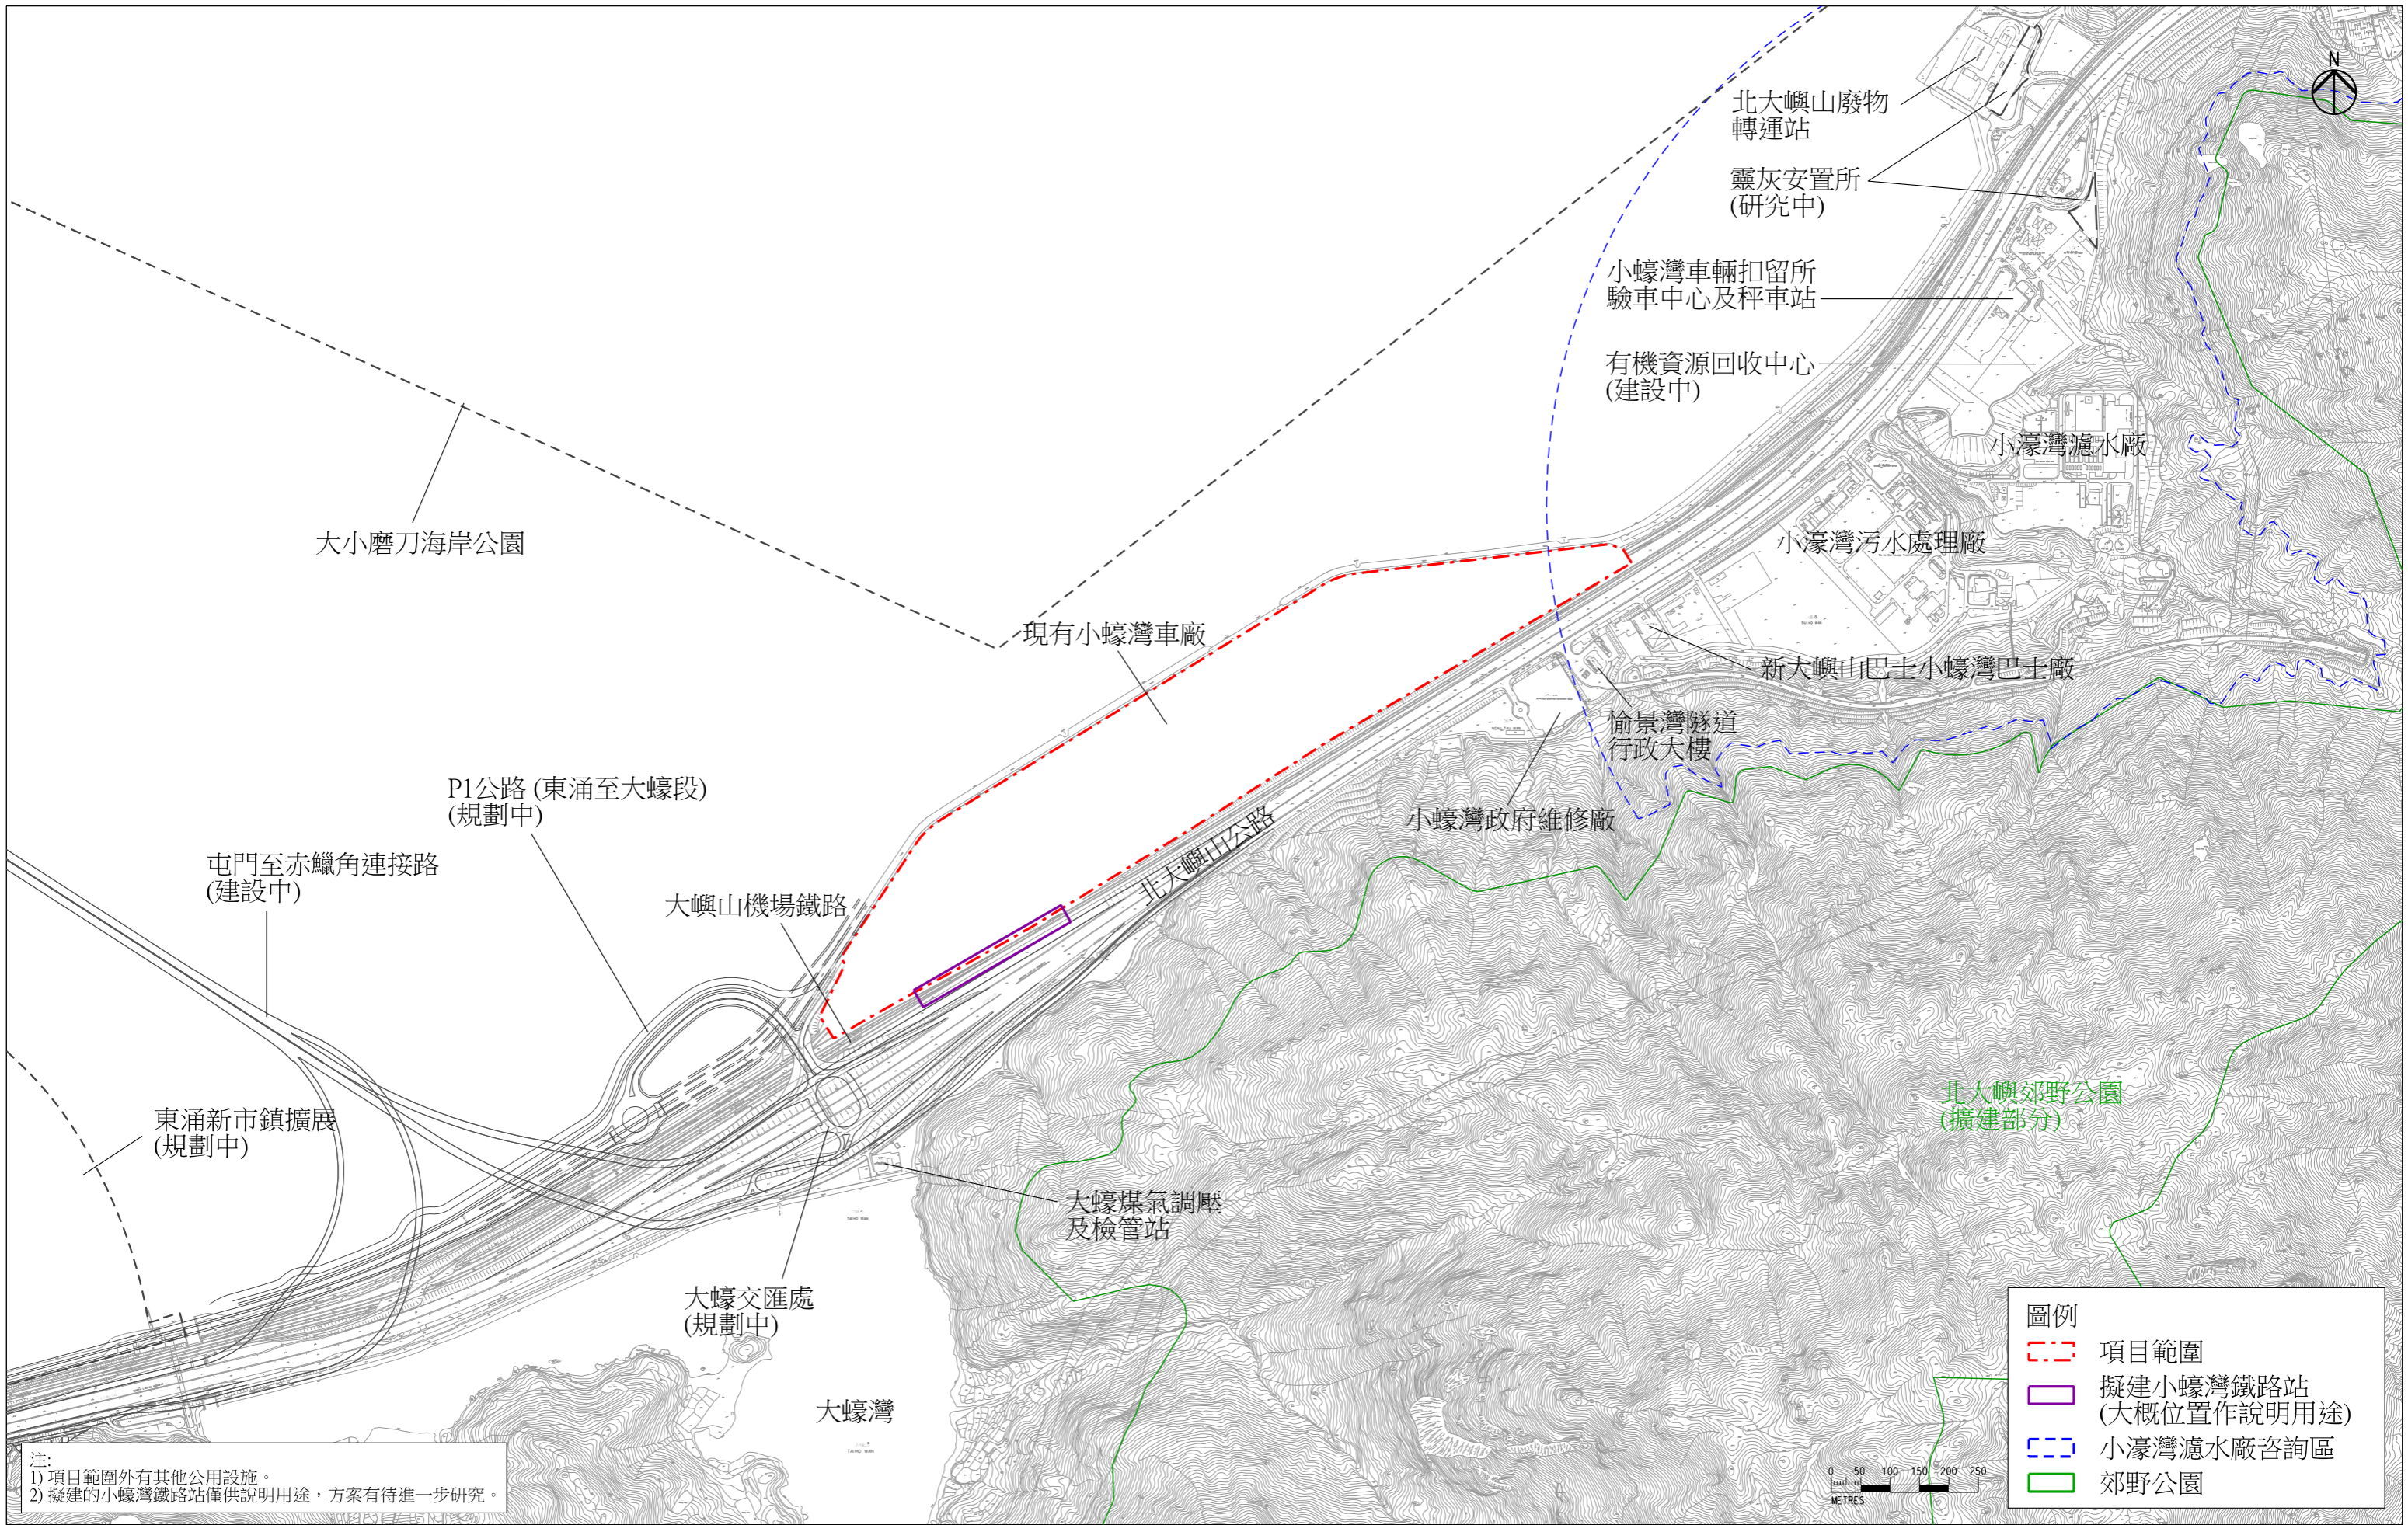 N
北大嶼山廢物
轉運站
靈灰安置所
(研究中)
小蠔灣車輛扣留所
驗車中心及秤車站
有機資源回收中心
(建設中)
小濠灣濾水廠
大小磨刀海岸公園
小濠灣污水處理廠
現有小蠔灣車廠
新大嶼山巴士小蠔灣巴士廠
愉景灣隧道
行政大樓
P1公路 (東涌至大蠔段)
(規劃中)
小蠔灣政府維修廠
北大嶼山公路
屯門至赤鱲角連接路
(建設中)
大嶼山機場鐵路
東涌新市鎮擴展
(規劃中)
北大嶼郊野公園
(擴建部分)
大蠔煤氣調壓
及檢管站
大蠔交匯處
(規劃中)
大蠔灣
圖例
項目範圍
擬建小蠔灣鐵路站
(大概位置作說明用途)
小濠灣濾水廠咨詢區
郊野公園
0 50 100 150 200 250
METRES
注:
1) 項目範圍外有其他公用設施。
2) 擬建的小蠔灣鐵路站僅供說明用途，方案有待進一步研究。